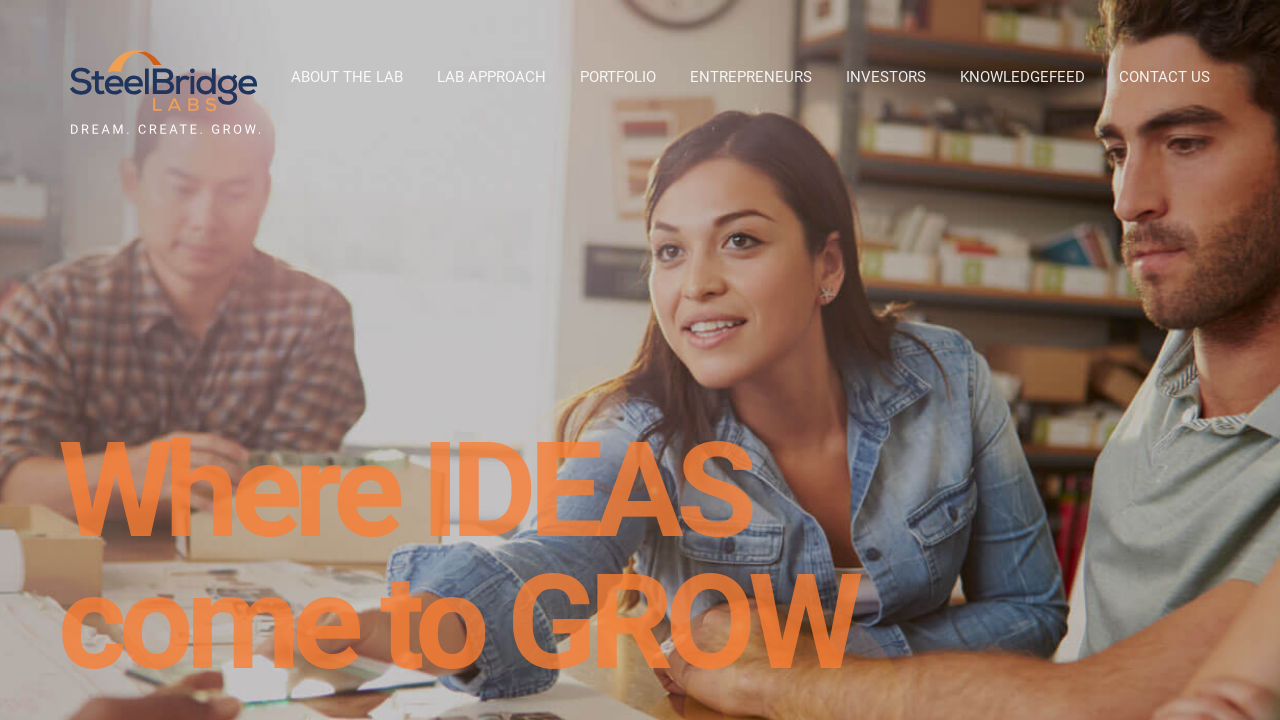 SteelBridge
LABS
DREAM. CREATE. GROW.
ABOUT THE LAB
LAB APPROACH
PORTFOLIO
ENTREPRENEURS
INVESTORS
KNOWLEDGEFEED
CONTACT US
Where IDEAS
come to GROW